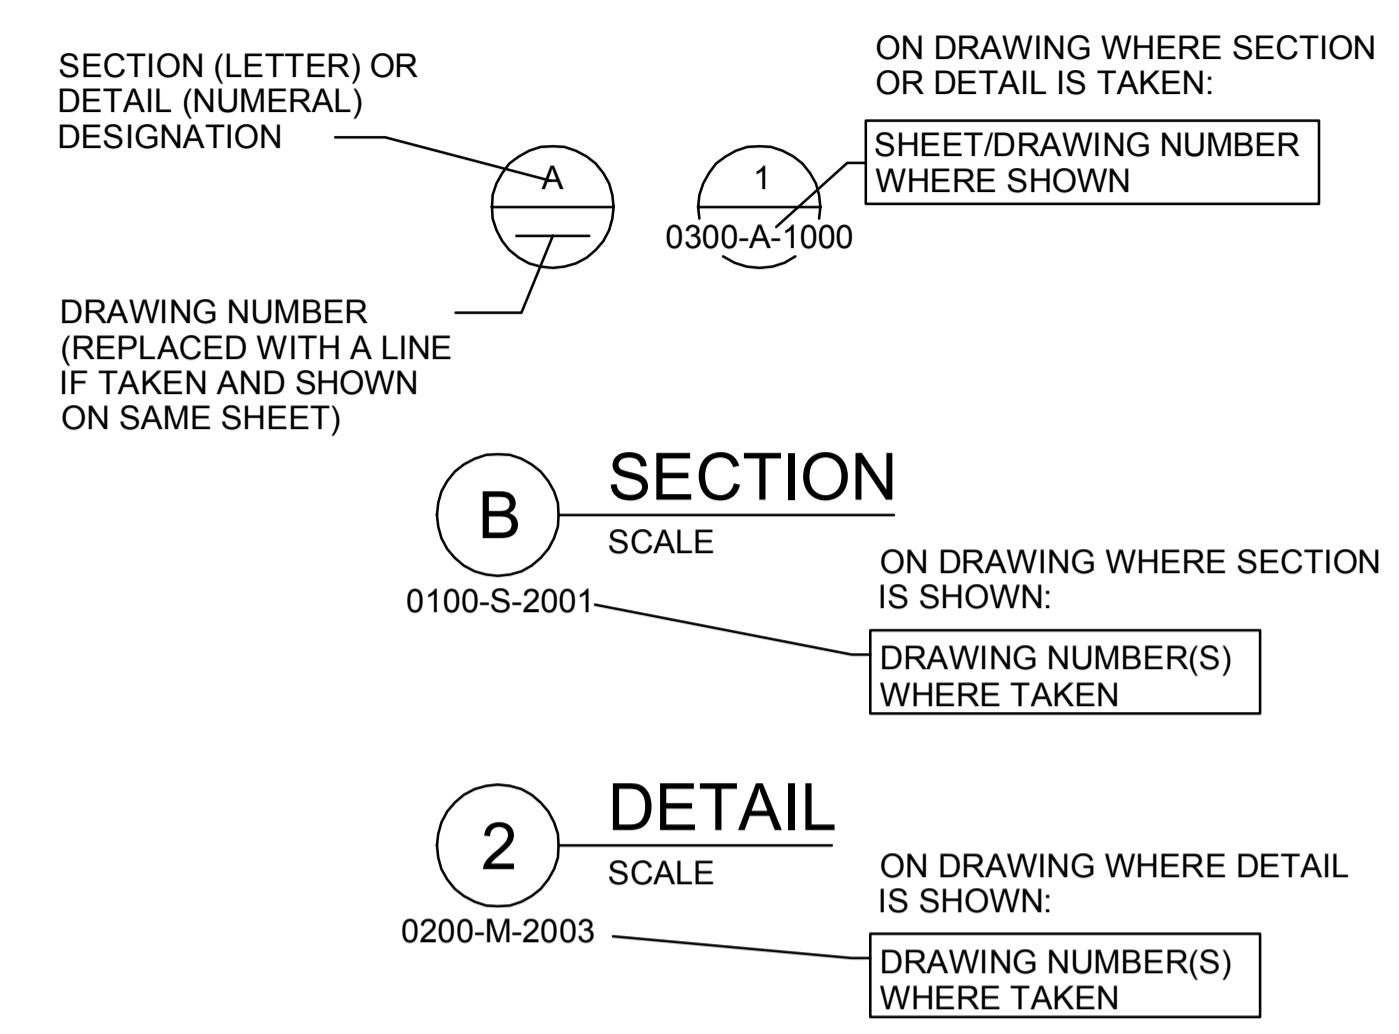 SECTION (LETTER) OR
DETAIL (NUMERAL)
DESIGNATION
A
DRAWING NUMBER
(REPLACED WITH A LINE
IF TAKEN AND SHOWN
ON SAME SHEET)
ON DRAWING WHERE SECTION
OR DETAIL IS TAKEN:
1
0300-A-1000
SHEET/DRAWING NUMBER
WHERE SHOWN
B
SECTION
SCALE
0100-S-2001
ON DRAWING WHERE SECTION
IS SHOWN:
DRAWING NUMBER(S)
WHERE TAKEN
2
DETAIL
SCALE
0200-M-2003
ON DRAWING WHERE DETAIL
IS SHOWN:
DRAWING NUMBER(S)
WHERE TAKEN